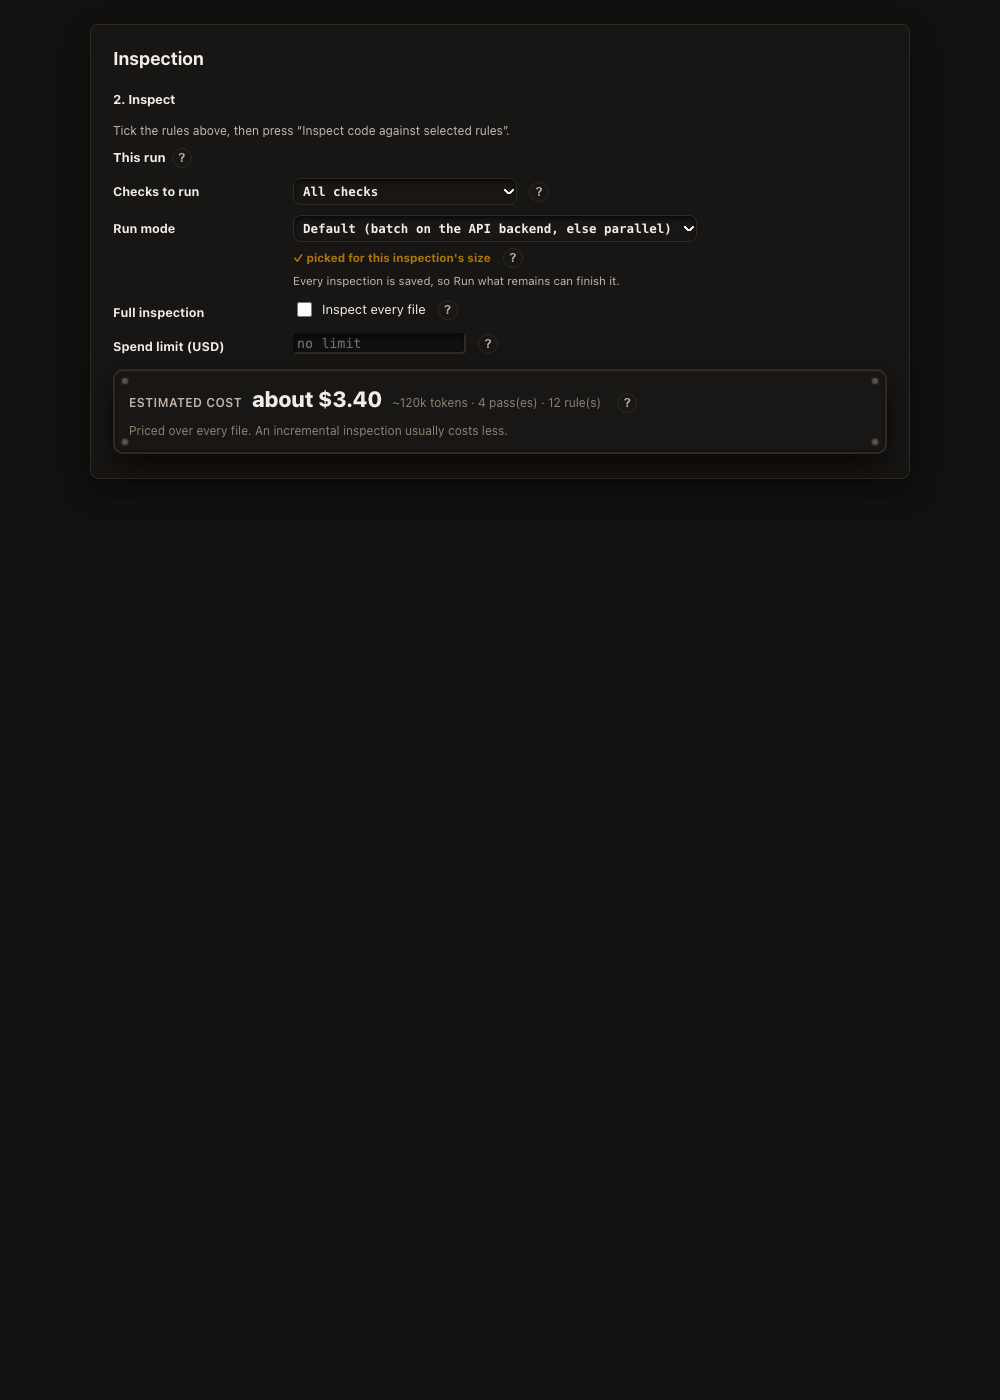 Inspection
2. Inspect
Tick the rules above, then press “Inspect code against selected rules”.
This run ?
Checks to run All checks ?
Run mode Default (batch on the API backend, else parallel)
✓ picked for this inspection's size ?
Every inspection is saved, so Run what remains can finish it.
Full inspection Inspect every file ?
Spend limit (USD) no limit ?
ESTIMATED COST about $3.40 ~120k tokens · 4 pass(es) · 12 rule(s) ?
Priced over every file. An incremental inspection usually costs less.